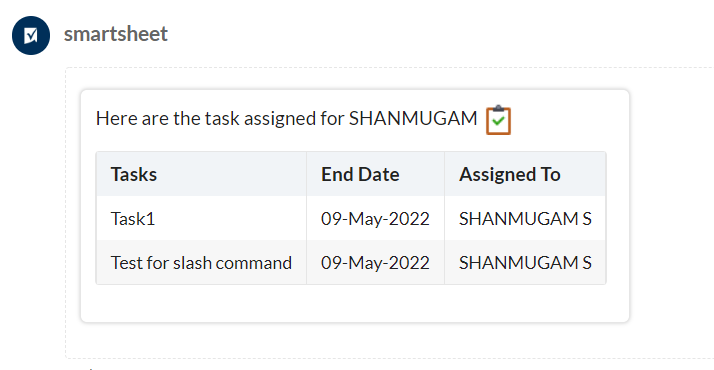 smartsheet
Here are the task assigned for SHANMUGAM
Tasks End Date Assigned To
Task1 09-May-2022 SHANMUGAM S
Test for slash command 09-May-2022 SHANMUGAM S